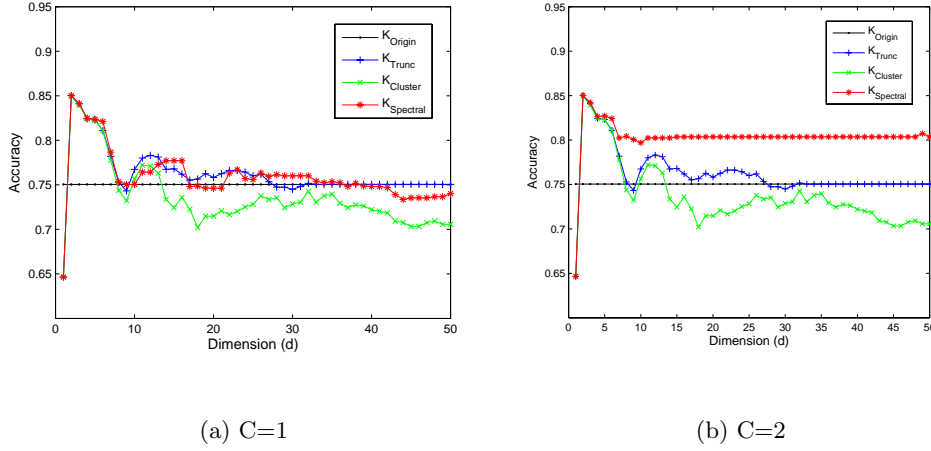 0.95
0.9
0.85
0.8
0.75
0.7
0.65
Accuracy
0 10 20 30 40 50
Dimension (d)
K_Origin
K_Trunc
K_Cluster
K_Spectral
(a) C=1
0.95
0.9
0.85
0.8
0.75
0.7
0.65
Accuracy
0 5 10 15 20 25 30 35 40 45 50
Dimension (d)
K_Origin
K_Trunc
K_Cluster
K_Spectral
(b) C=2